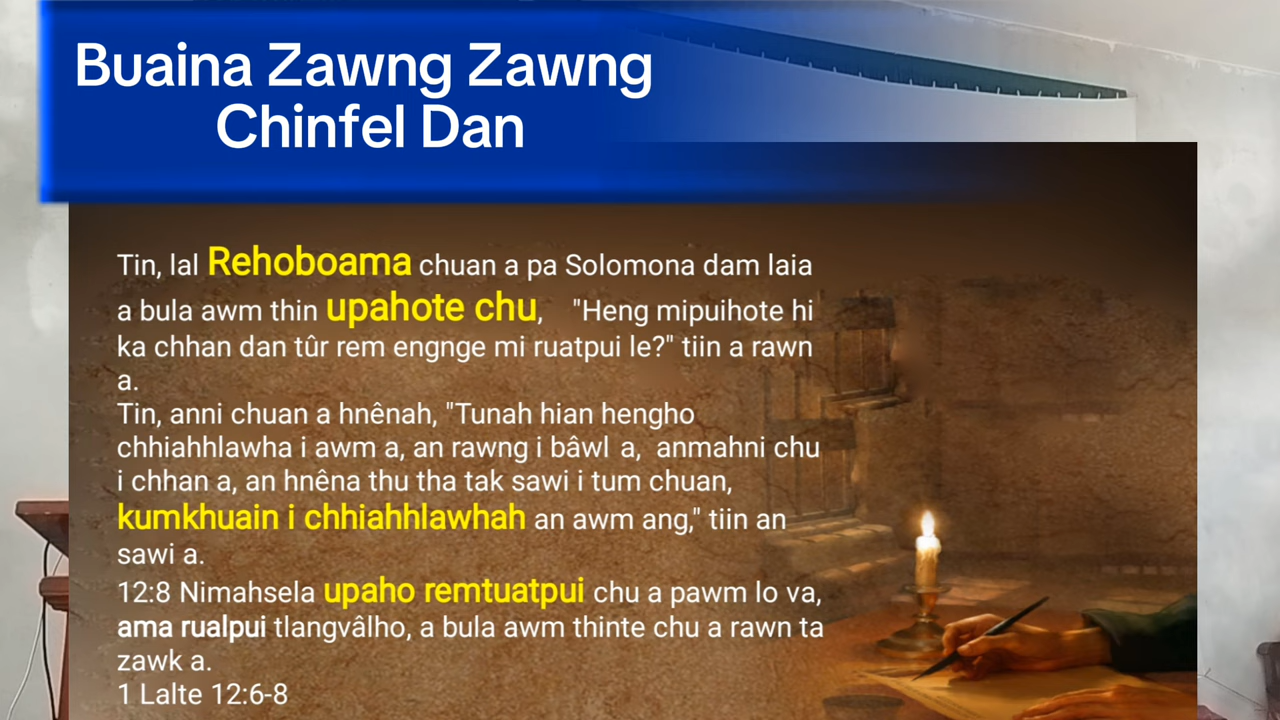 Buaina Zawng Zawng
Chinfel Dan
Tin, lal Rehoboama chuan a pa Solomona dam laia
a bula awm thin upahote chu, "Heng mipuihote hi
ka chhan dan tûr rem engnge mi ruatpui le?" tiin a rawn
a.
Tin, anni chuan a hnênah, "Tunah hian hengho
chhiahhlawha i awm a, an rawng i bâwl a, anmahni chu
i chhan a, an hnêna thu tha tak sawi i tum chuan,
kumkhuain i chhiahhlawhah an awm ang," tiin an
sawi a.
12:8 Nimahsela upaho remtuatpui chu a pawm lo va,
ama rualpui tlangvâlho, a bula awm thinte chu a rawn ta
zawk a.
1 Lalte 12:6-8